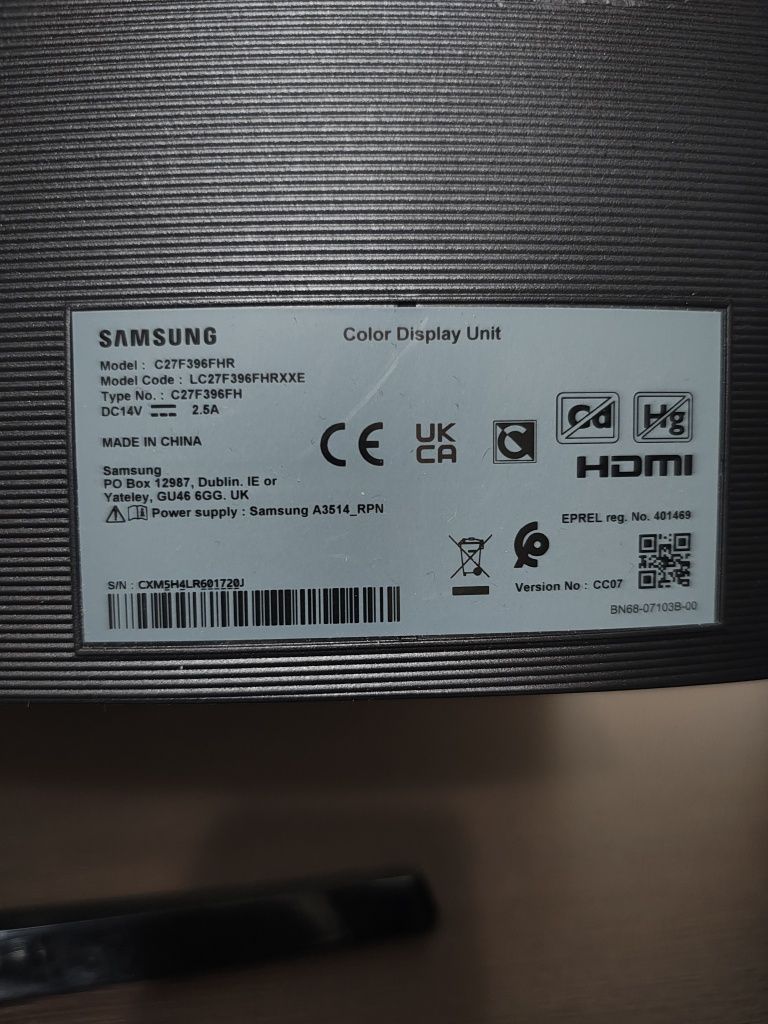 SAMSUNG
Color Display Unit
Model : C27F396FHR
Model Code : LC27F396FHRXXE
Type No. : C27F396FH
DC14V 2.5A
MADE IN CHINA
CE
UK
CA
Cd
Hg
HDMI
Samsung
PO Box 12987, Dublin. IE or
Yateley, GU46 6GG. UK
Power supply : Samsung A3514_RPN
EPREL reg. No. 401469
S/N : CXM5H4LR601720J
Version No : CC07
BN68-07103B-00